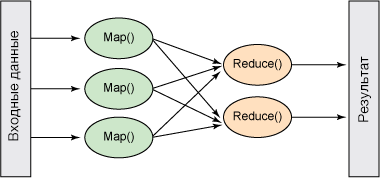 Входные данные
Map()
Map()
Map()
Reduce()
Reduce()
Результат